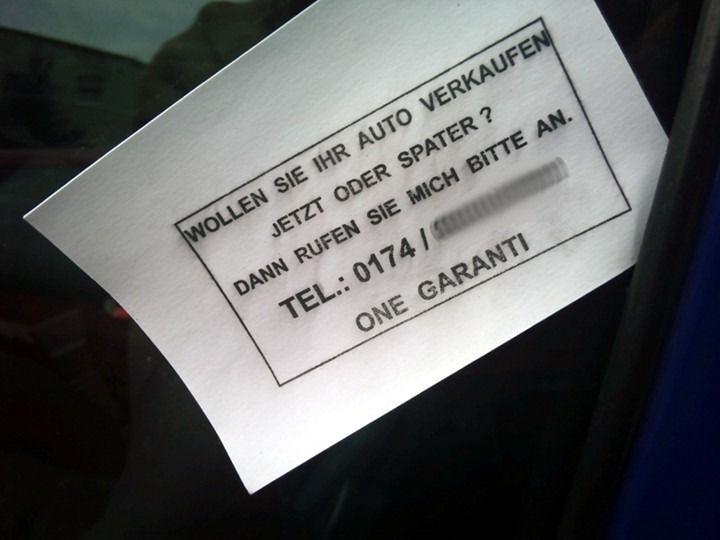 WOLLEN SIE IHR AUTO VERKAUFEN
JETZT ODER SPATER ?
DANN RUFEN SIE MICH BITTE AN.
TEL.: 0174 /
ONE GARANTI